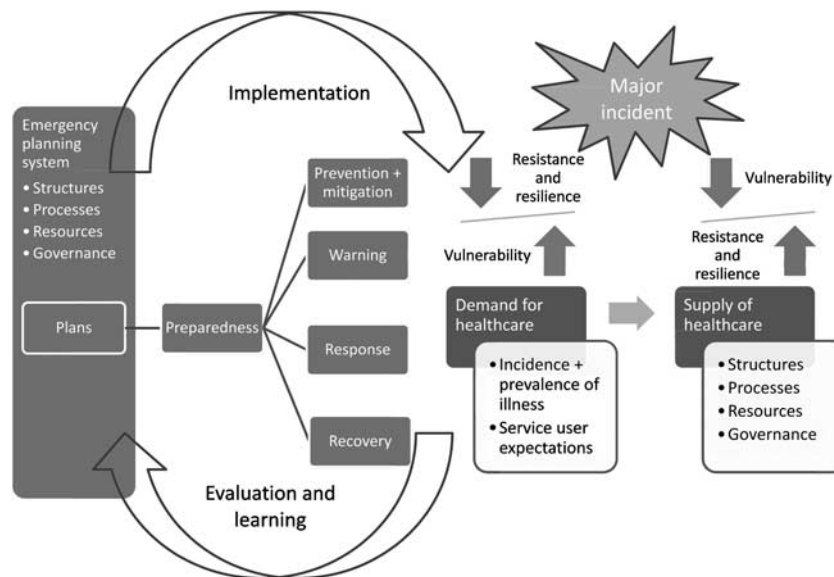 Implementation
Major
incident
Emergency
planning
system
• Structures
• Processes
• Resources
• Governance
Plans
Preparedness
Prevention +
mitigation
Warning
Response
Recovery
Evaluation and
learning
Resistance
and
resilience
Vulnerability
Vulnerability
Resistance
and
resilience
Demand for
healthcare
• Incidence +
prevalence of
illness
• Service user
expectations
Supply of
healthcare
• Structures
• Processes
• Resources
• Governance